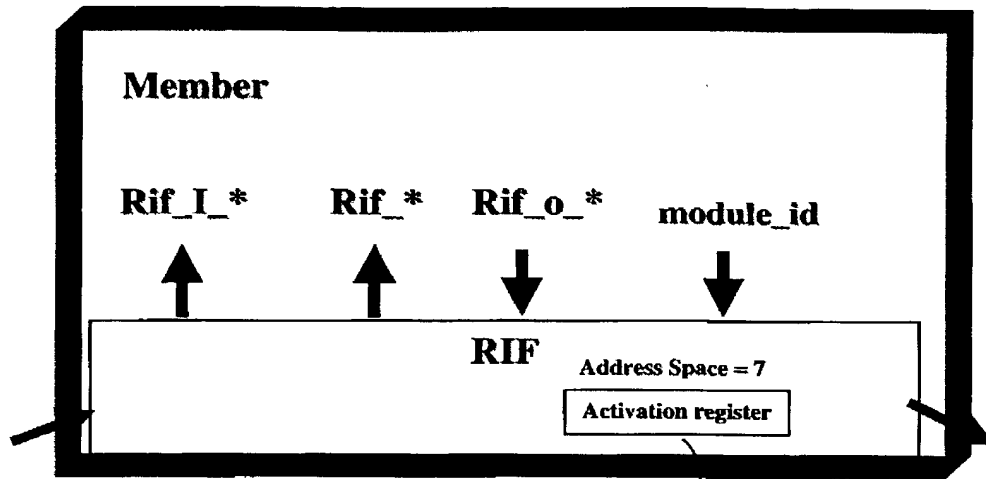 Member
Rif_I_* Rif_* Rif_o_* module_id
RIF
Address Space = 7
Activation register